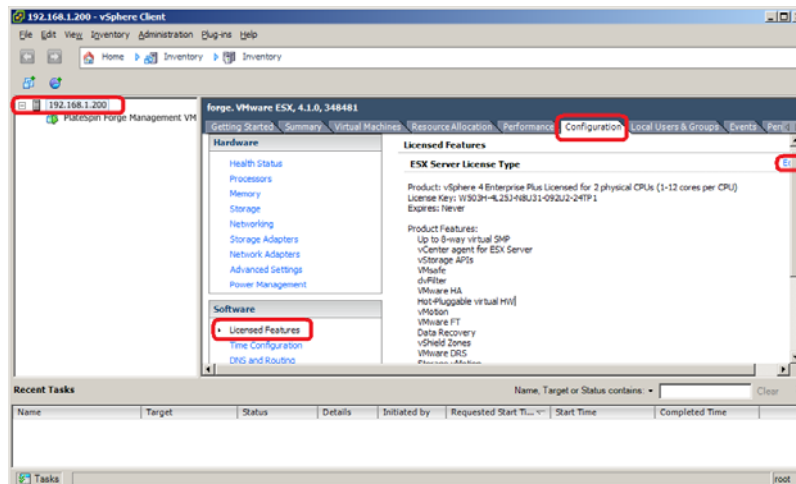 192.168.1.200 - vSphere Client
File Edit View Inventory Administration Plug-ins Help
Home Inventory Inventory
192.168.1.200
PlateSpin Forge Management VM
forge. VMware ESX, 4.1.0, 348481
Getting Started Summary Virtual Machines Resource Allocation Performance Configuration Local Users & Groups Events
Hardware
Health Status
Processors
Memory
Storage
Networking
Storage Adapters
Network Adapters
Advanced Settings
Power Management
Software
Licensed Features
Time Configuration
DNS and Routing
Licensed Features
ESX Server License Type
Product: vSphere 4 Enterprise Plus Licensed for 2 physical CPUs (1-12 cores per CPU)
License Key:
Expires: Never
Product Features:
Up to 8-way virtual SMP
vCenter agent for ESX Server
vStorage APIs
VMsafe
dvFilter
VMware HA
Hot-Pluggable virtual HW
vMotion
VMware FT
Data Recovery
vShield Zones
VMware DRS
Storage vMotion
Recent Tasks
Name, Target or Status contains: Clear
Name Target Status Details Initiated by Requested Start Ti... Start Time Completed Time
Tasks root